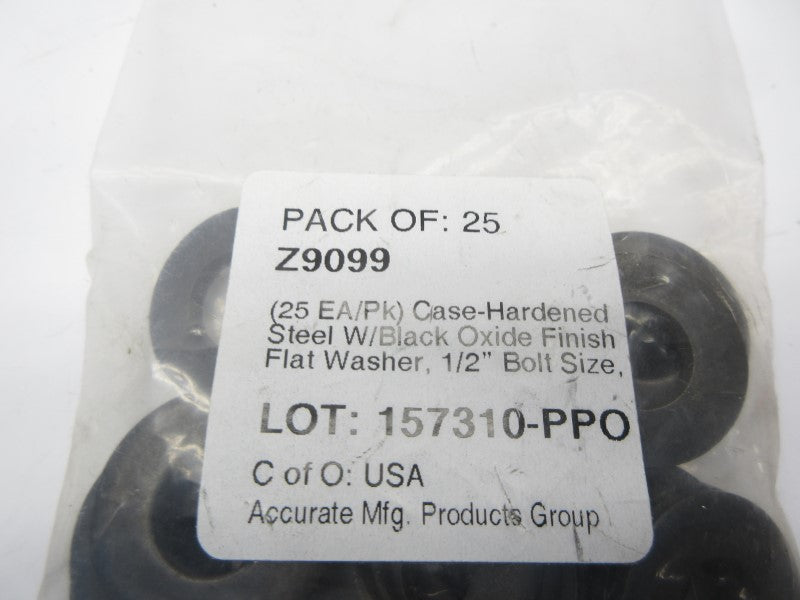 PACK OF: 25
Z9099
(25 EA/Pk) Case-Hardened
Steel W/Black Oxide Finish
Flat Washer, 1/2" Bolt Size,
LOT: 157310-PPO
C of O: USA
Accurate Mfg. Products Group